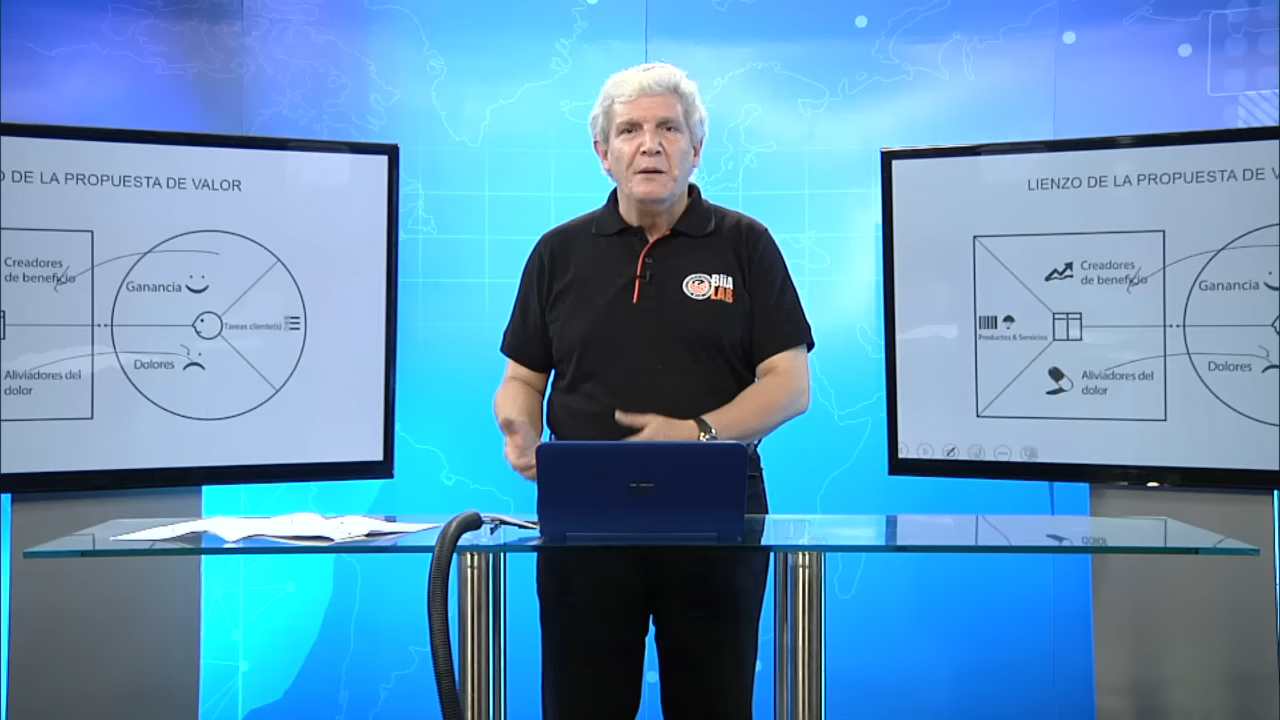 O DE LA PROPUESTA DE VALOR
Creadores
de beneficio
Ganancia
Tareas cliente(s)
Dolores
Aliviadores del
dolor
BiiA
LAB
LIENZO DE LA PROPUESTA DE V
Creadores
de beneficio
Ganancia
Productos & Servicios
Dolores
Aliviadores del
dolor